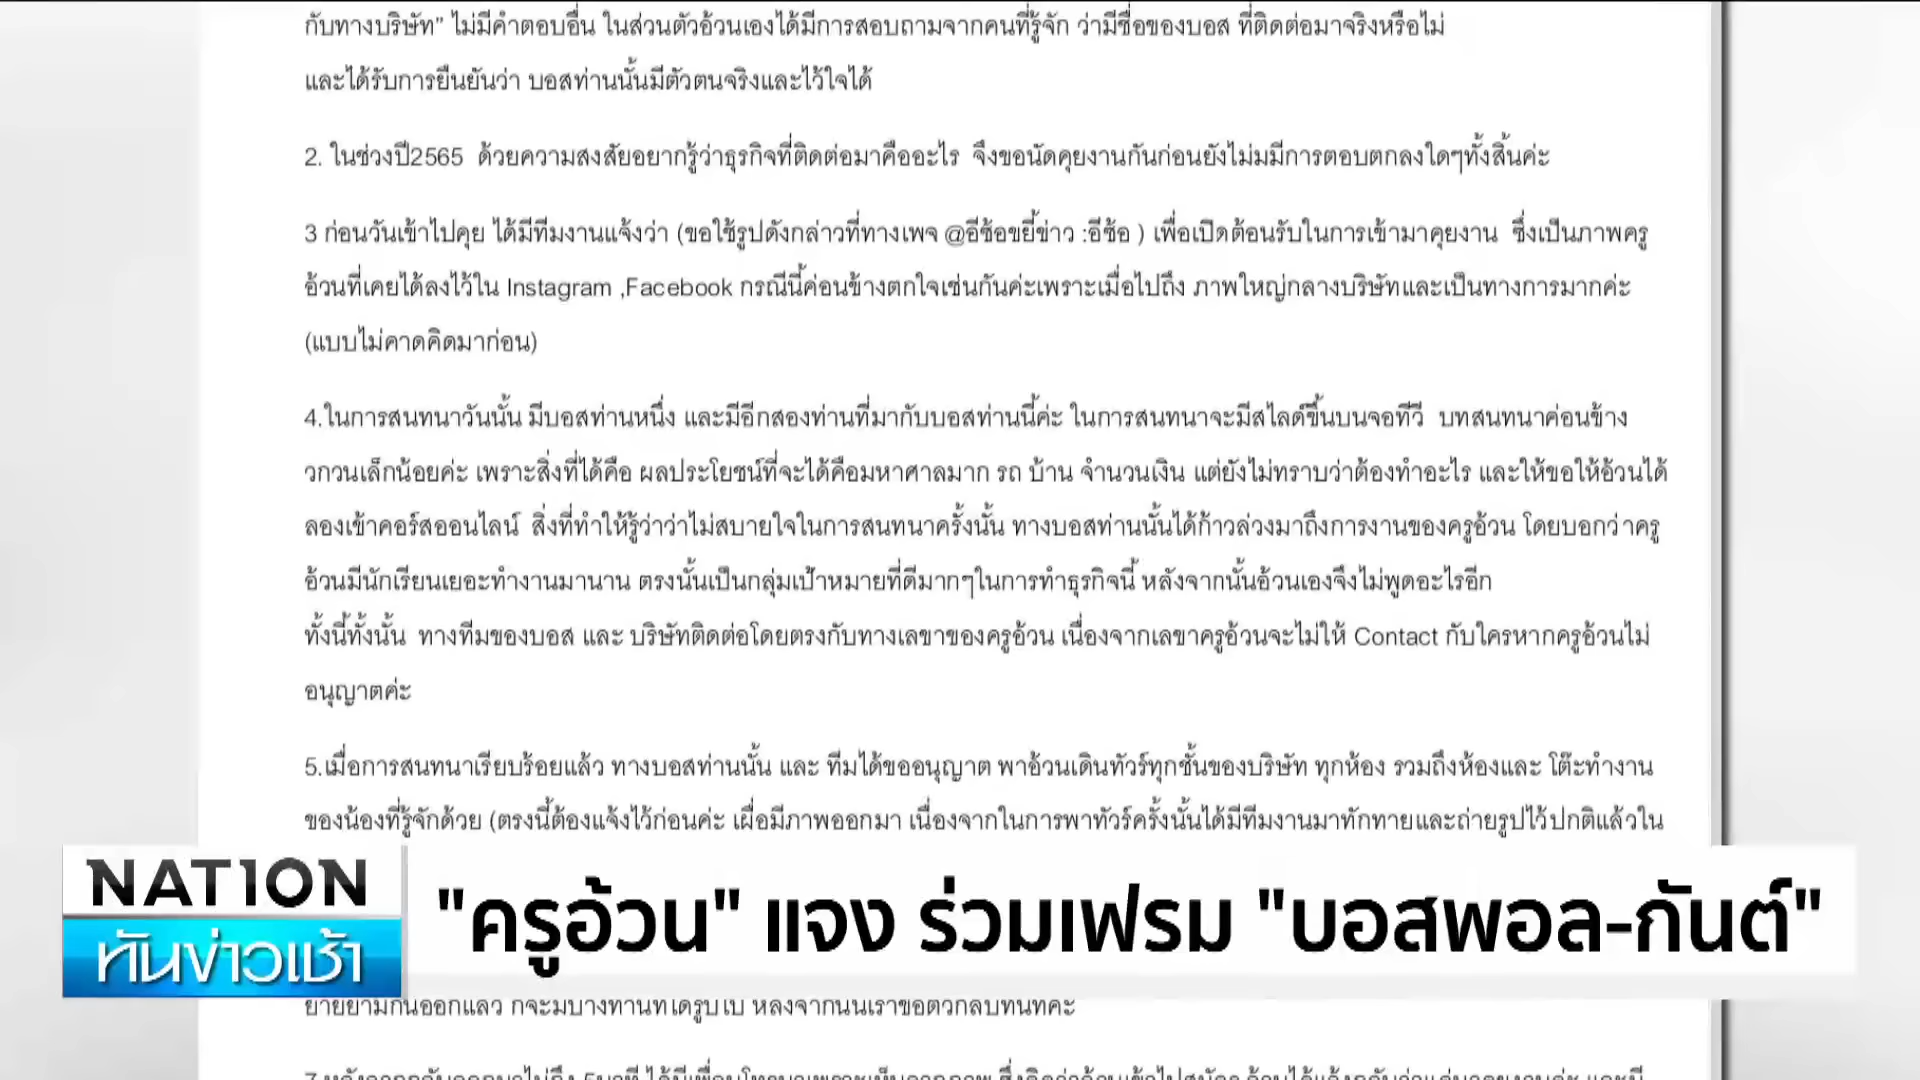 กับทางบริษัท" ไม่มีคำตอบอื่น ในส่วนตัวอ้วนเองได้มีการสอบถามจากคนที่รู้จัก ว่ามีชื่อของบอส ที่ติดต่อมาจริงหรือไม่
และได้รับการยืนยันว่า บอสท่านนั้นมีตัวตนจริงและไว้ใจได้
2. ในช่วงปี2565 ด้วยความสงสัยอยากรู้ว่าธุรกิจที่ติดต่อมาคืออะไร จึงขอนัดคุยงานกันก่อนยังไม่มมีการตอบตกลงใดๆทั้งสิ้นค่ะ
3 ก่อนวันเข้าไปคุย ได้มีทีมงานแจ้งว่า (ขอใช้รูปดังกล่าวที่ทางเพจ @อีซ้อขยี้ข่าว :อีซ้อ ) เพื่อเปิดต้อนรับในการเข้ามาคุยงาน ซึ่งเป็นภาพครู
อ้วนที่เคยได้ลงไว้ใน Instagram ,Facebook กรณีนี้ค่อนข้างตกใจเช่นกันค่ะเพราะเมื่อไปถึง ภาพใหญ่กลางบริษัทและเป็นทางการมากค่ะ
(แบบไม่คาดคิดมาก่อน)
4.ในการสนทนาวันนั้น มีบอสท่านหนึ่ง และมีอีกสองท่านที่มากับบอสท่านนี้ค่ะ ในการสนทนาจะมีสไลด์ขึ้นบนจอทีวี บทสนทนาค่อนข้าง
วกวนเล็กน้อยค่ะ เพราะสิ่งที่ได้คือ ผลประโยชน์ที่จะได้คือมหาศาลมาก รถ บ้าน จำนวนเงิน แต่ยังไม่ทราบว่าต้องทำอะไร และให้ขอให้อ้วนได้
ลองเข้าคอร์สออนไลน์ สิ่งที่ทำให้รู้ว่าว่าไม่สบายใจในการสนทนาครั้งนั้น ทางบอสท่านนั้นได้ก้าวล่วงมาถึงการงานของครูอ้วน โดยบอกว่าครู
อ้วนมีนักเรียนเยอะทำงานมานาน ตรงนั้นเป็นกลุ่มเป้าหมายที่ดีมากๆในการทำธุรกิจนี้ หลังจากนั้นอ้วนเองจึงไม่พูดอะไรอีก
ทั้งนี้ทั้งนั้น ทางทีมของบอส และ บริษัทติดต่อโดยตรงกับทางเลขาของครูอ้วน เนื่องจากเลขาครูอ้วนจะไม่ให้ Contact กับใครหากครูอ้วนไม่
อนุญาตค่ะ
5.เมื่อการสนทนาเรียบร้อยแล้ว ทางบอสท่านนั้น และ ทีมได้ขออนุญาต พาอ้วนเดินทัวร์ทุกชั้นของบริษัท ทุกห้อง รวมถึงห้องและ โต๊ะทำงาน
ของน้องที่รู้จักด้วย (ตรงนี้ต้องแจ้งไว้ก่อนค่ะ เผื่อมีภาพออกมา เนื่องจากในการพาทัวร์ครั้งนั้นได้มีทีมงานมาทักทายและถ่ายรูปไว้ปกติแล้วใน
NATION
ทันข่าวเช้า
"ครูอ้วน" แจง ร่วมเฟรม "บอสพอล-กันต์"